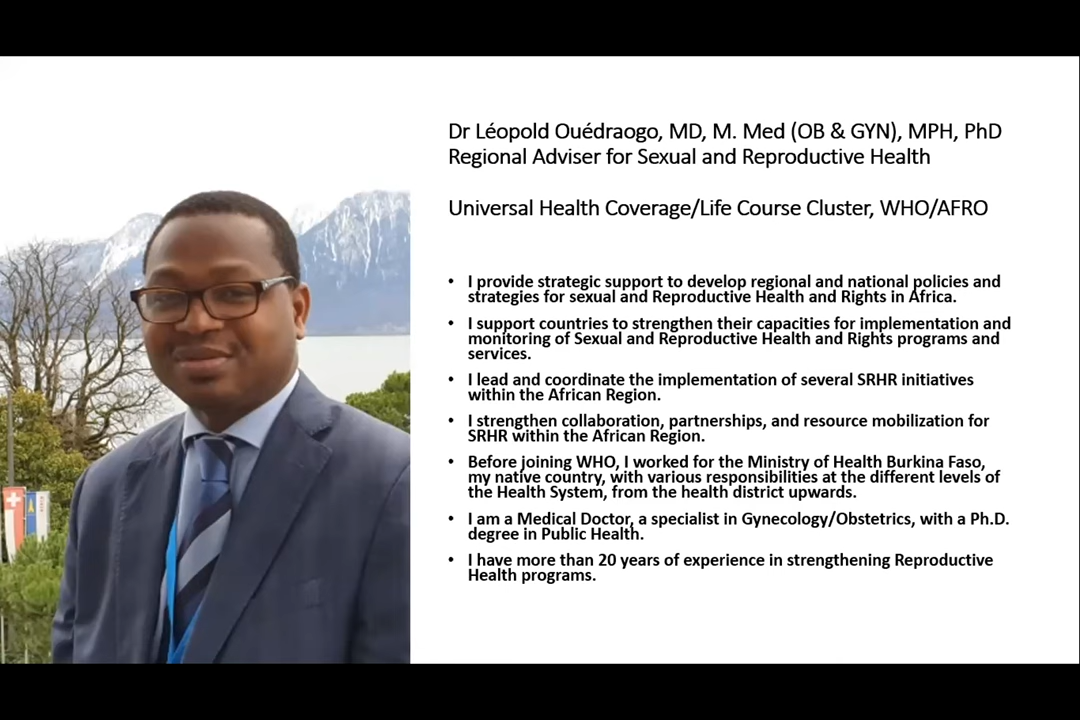 Dr Léopold Ouédraogo, MD, M. Med (OB & GYN), MPH, PhD
Regional Adviser for Sexual and Reproductive Health
Universal Health Coverage/Life Course Cluster, WHO/AFRO
• I provide strategic support to develop regional and national policies and
strategies for sexual and Reproductive Health and Rights in Africa.
• I support countries to strengthen their capacities for implementation and
monitoring of Sexual and Reproductive Health and Rights programs and
services.
• I lead and coordinate the implementation of several SRHR initiatives
within the African Region.
• I strengthen collaboration, partnerships, and resource mobilization for
SRHR within the African Region.
• Before joining WHO, I worked for the Ministry of Health Burkina Faso,
my native country, with various responsibilities at the different levels of
the Health System, from the health district upwards.
• I am a Medical Doctor, a specialist in Gynecology/Obstetrics, with a Ph.D.
degree in Public Health.
• I have more than 20 years of experience in strengthening Reproductive
Health programs.